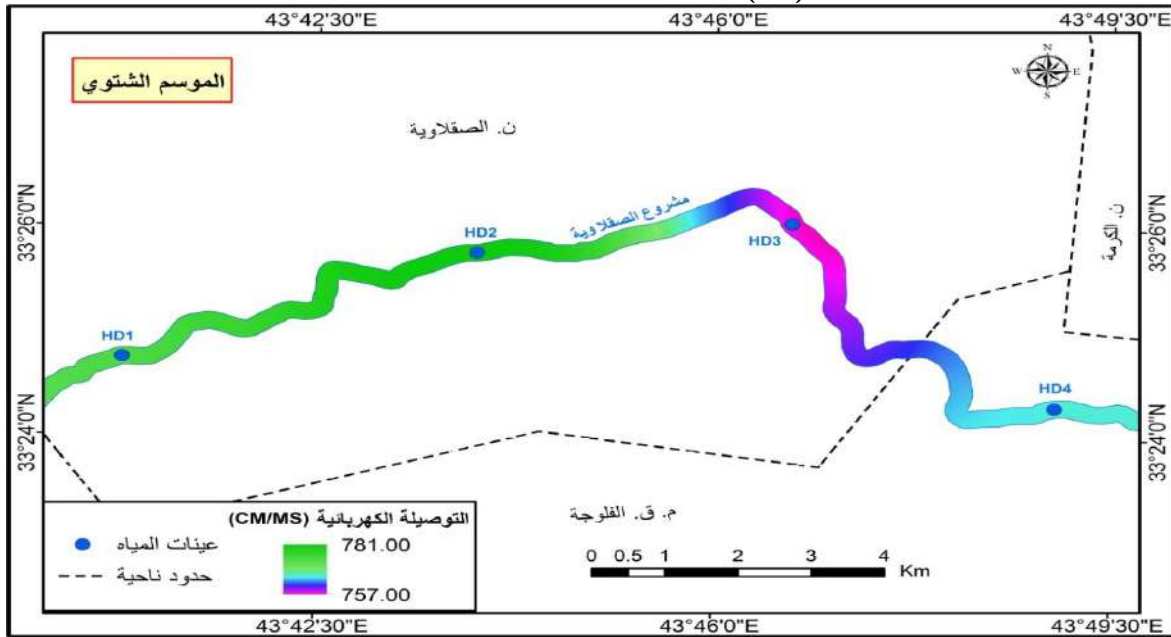 43°42'30"E
43°46'0"E
43°49'30"E
الموسم الشتوي
N
W
E
S
ن. الصقلاوية
مشروع الصقلاوية
33°26'0"N
33°26'0"N
HD2
HD3
ن. الكرمة
HD1
HD4
33°24'0"N
33°24'0"N
م. ق. الفلوجة
التوصيلة الكهربائية (CM/MS)
781.00
757.00
عينات المياه
حدود ناحية
0 0.5 1 2 3 4
Km
43°42'30"E
43°46'0"E
43°49'30"E